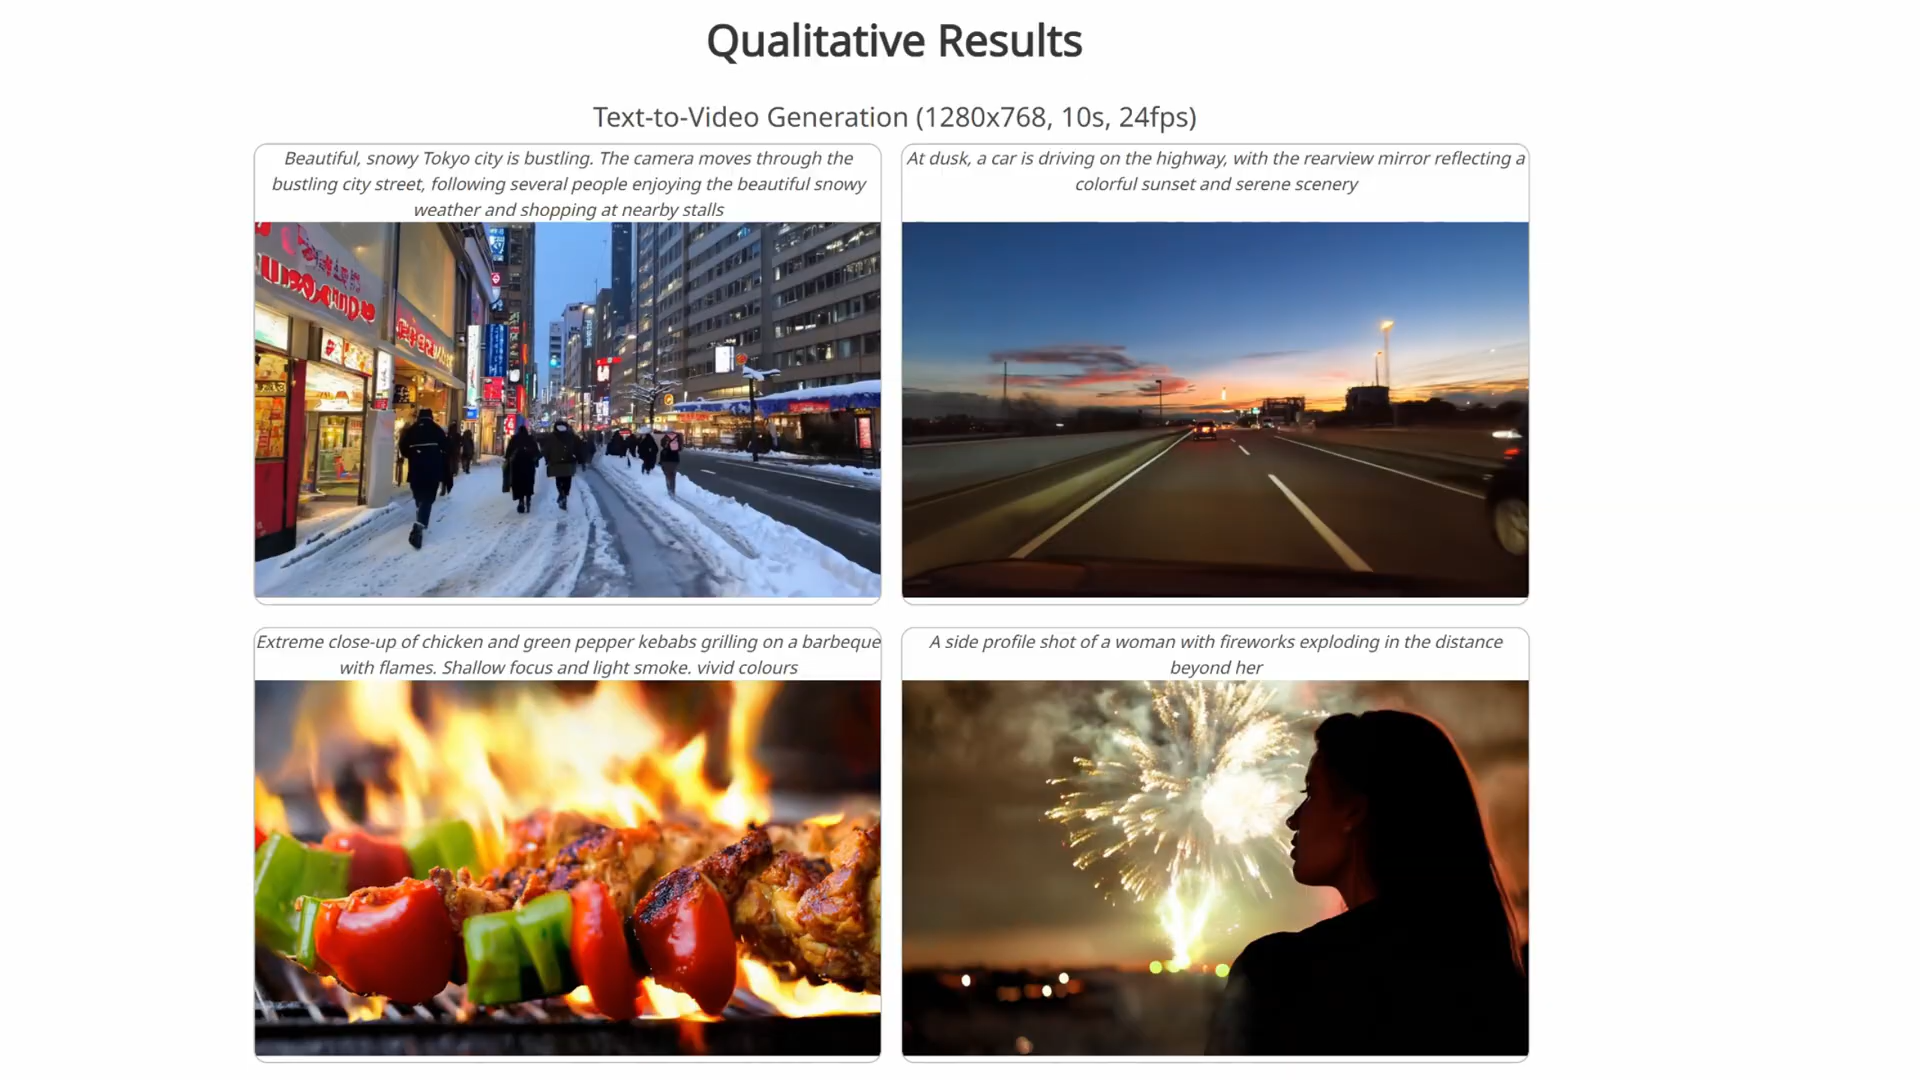 Qualitative Results
Text-to-Video Generation (1280x768, 10s, 24fps)
Beautiful, snowy Tokyo city is bustling. The camera moves through the
bustling city street, following several people enjoying the beautiful snowy
weather and shopping at nearby stalls
At dusk, a car is driving on the highway, with the rearview mirror reflecting a
colorful sunset and serene scenery
Extreme close-up of chicken and green pepper kebabs grilling on a barbeque
with flames. Shallow focus and light smoke. vivid colours
A side profile shot of a woman with fireworks exploding in the distance
beyond her